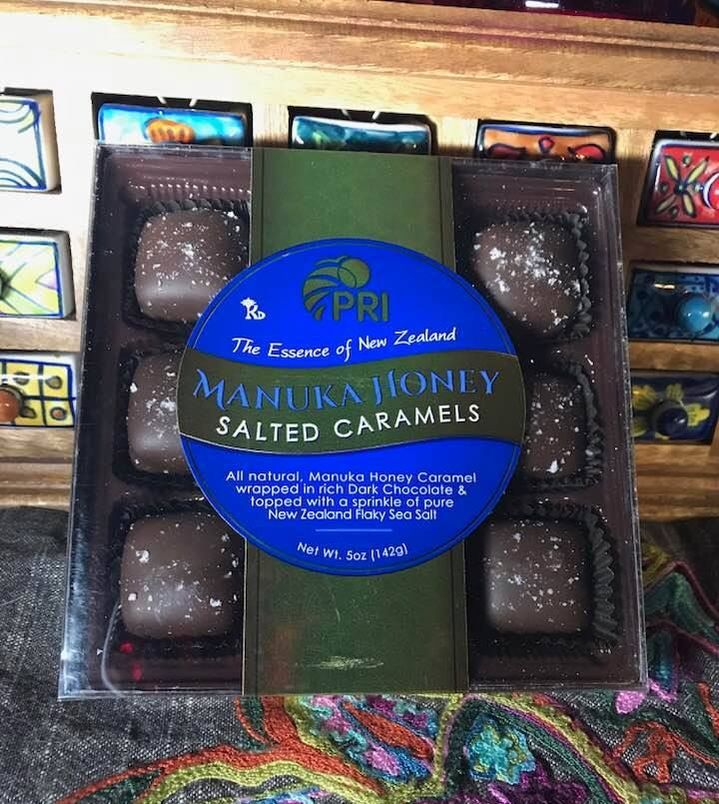 PRI
KD
The Essence of New Zealand
MANUKA HONEY
SALTED CARAMELS
All natural, Manuka Honey Caramel
wrapped in rich Dark Chocolate &
topped with a sprinkle of pure
New Zealand Flaky Sea Salt
Net Wt. 5oz (142g)